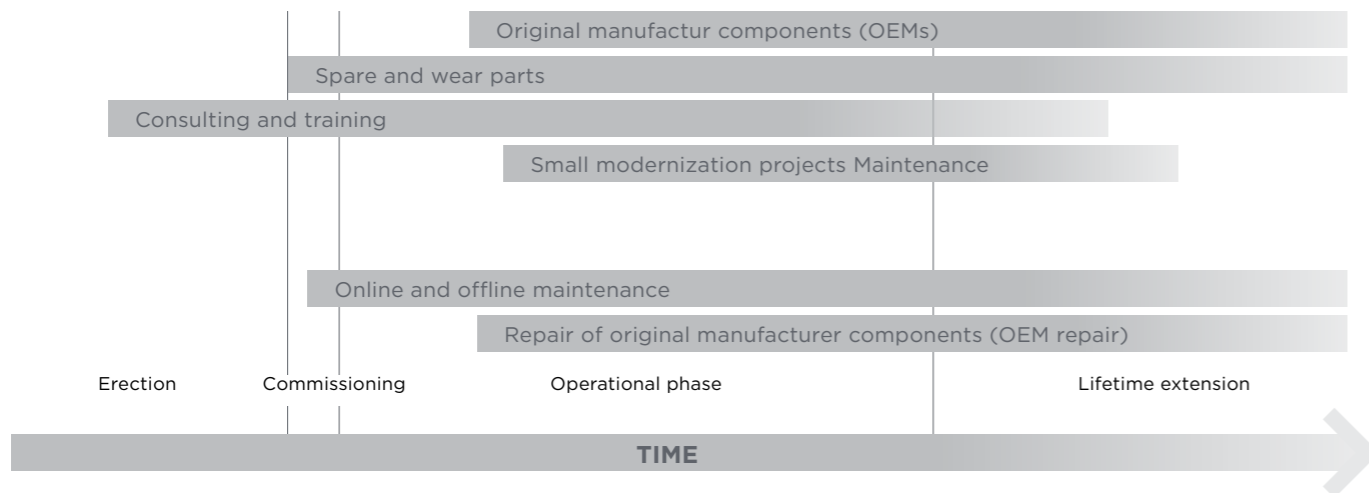 Original manufactur components (OEMs)
Spare and wear parts
Consulting and training
Small modernization projects Maintenance
Online and offline maintenance
Repair of original manufacturer components (OEM repair)
Erection Commissioning Operational phase Lifetime extension
TIME